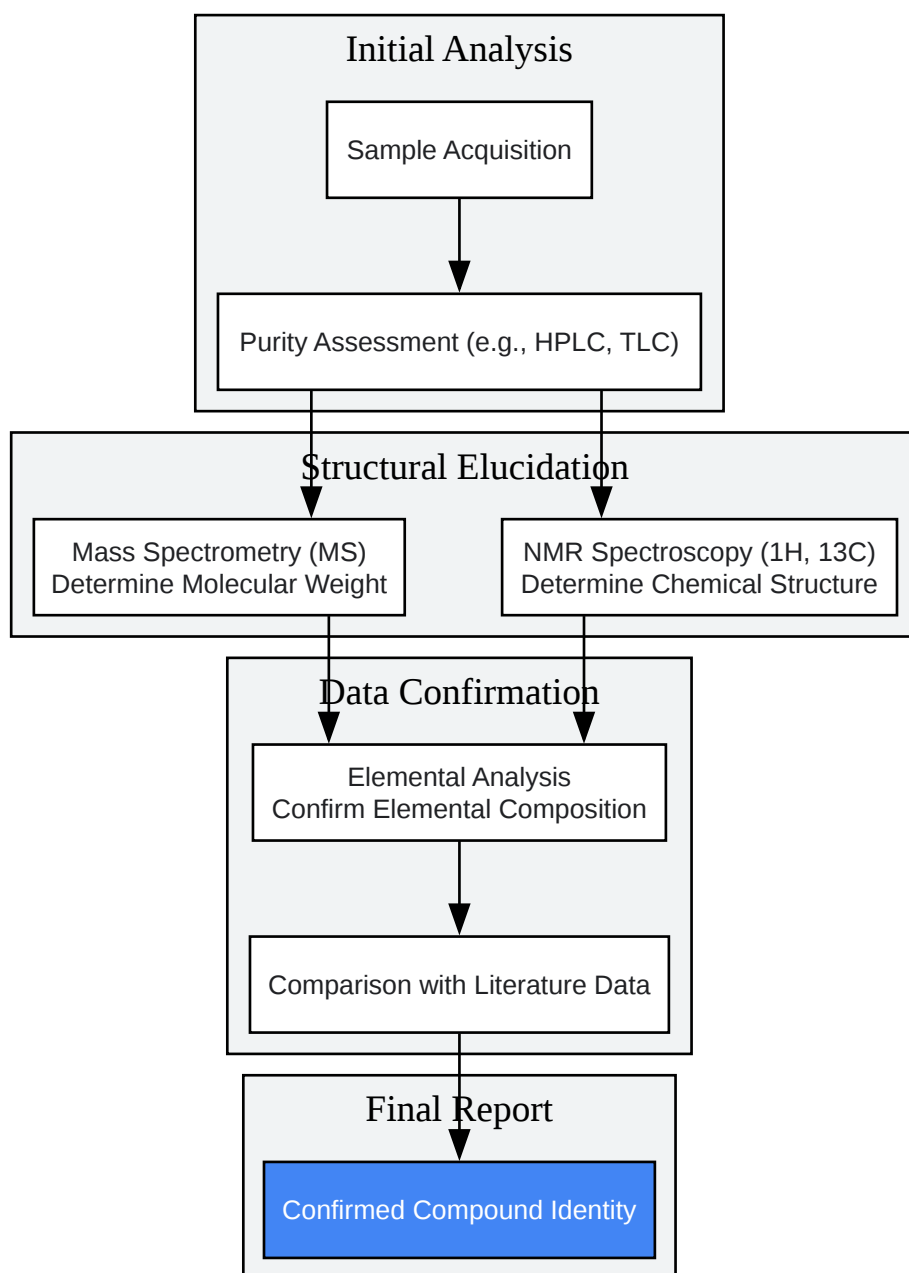 Initial Analysis
Sample Acquisition
Purity Assessment (e.g., HPLC, TLC)
Structural Elucidation
Mass Spectrometry (MS)
Determine Molecular Weight
NMR Spectroscopy (1H, 13C)
Determine Chemical Structure
Data Confirmation
Elemental Analysis
Confirm Elemental Composition
Comparison with Literature Data
Final Report
Confirmed Compound Identity